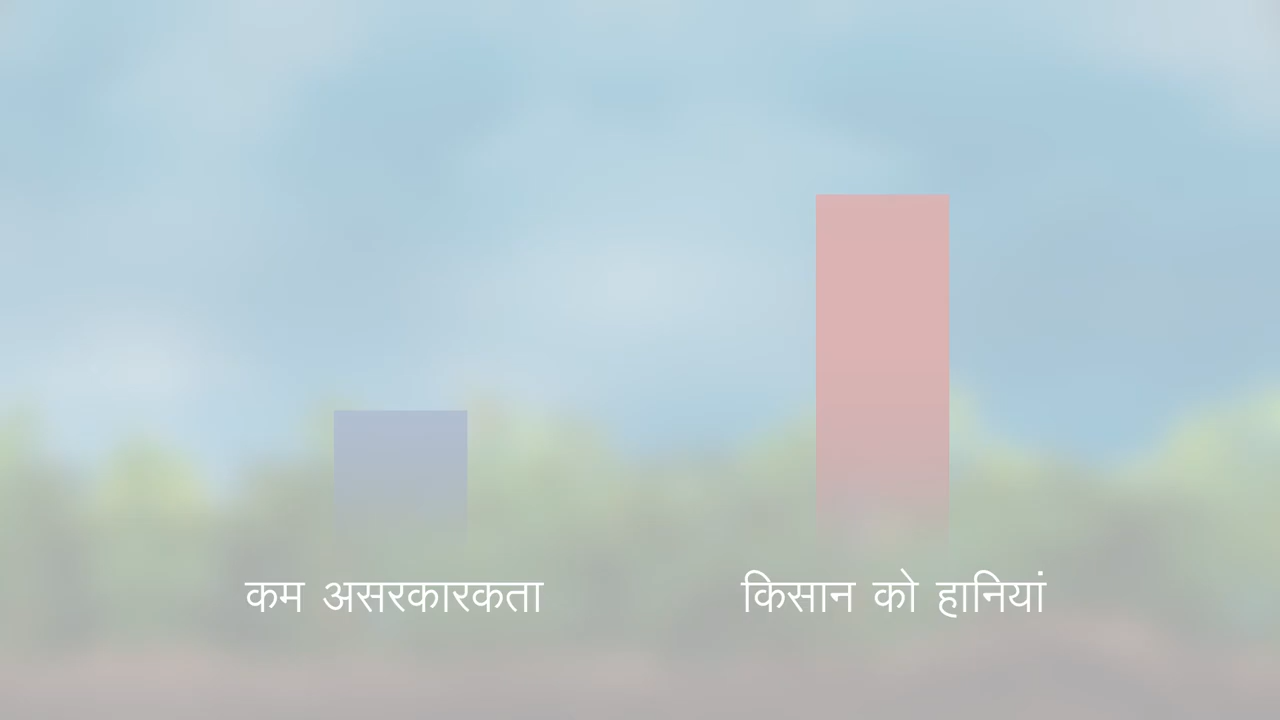 कम असरकारकता
किसान को हानियां